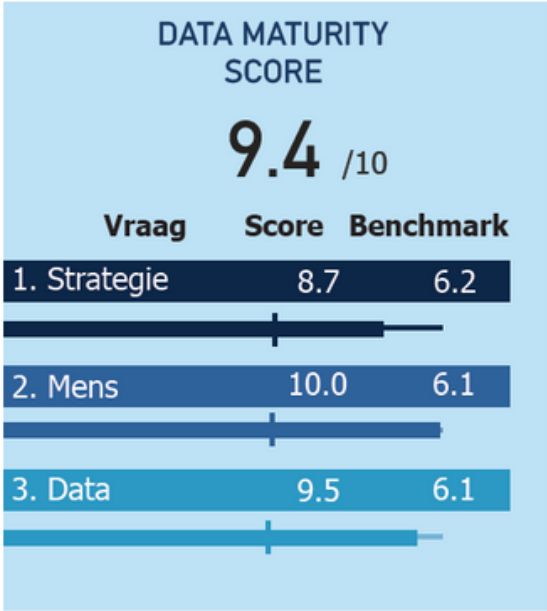 DATA MATURITY
SCORE
9.4 /10
Vraag Score Benchmark
1. Strategie 8.7 6.2
2. Mens 10.0 6.1
3. Data 9.5 6.1